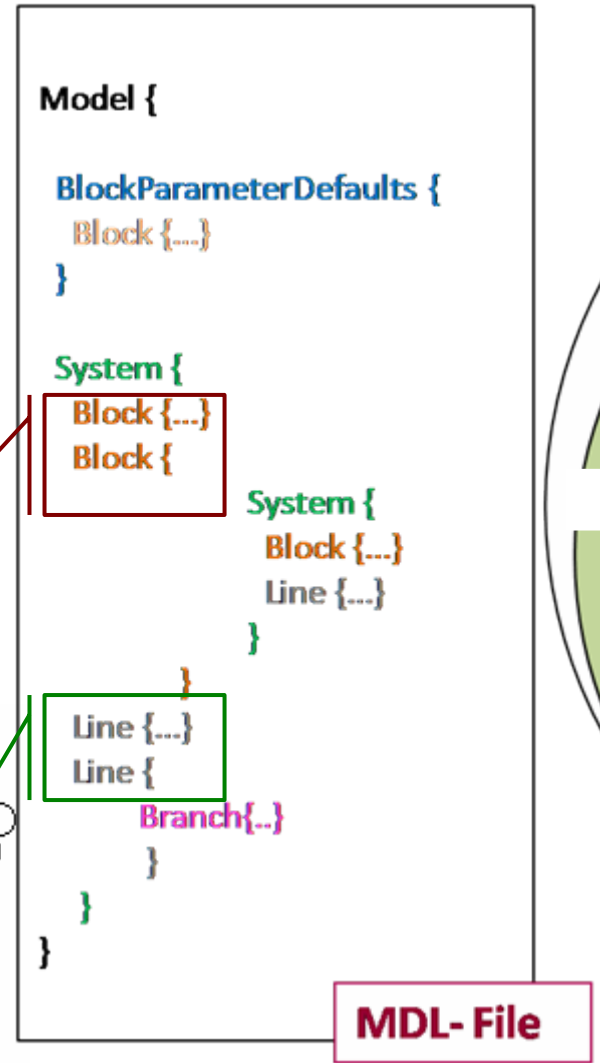 Model {
BlockParameterDefaults {
Block {....}
}
System {
Block {...}
Block {
System {
Block {...}
Line {...}
}
}
Line {...}
Line {
Branch{..}
}
}
}
MDL- File